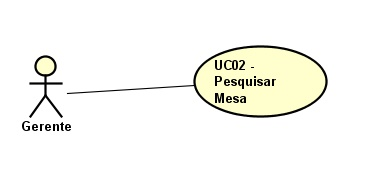 UC02 -
Pesquisar
Mesa
Gerente